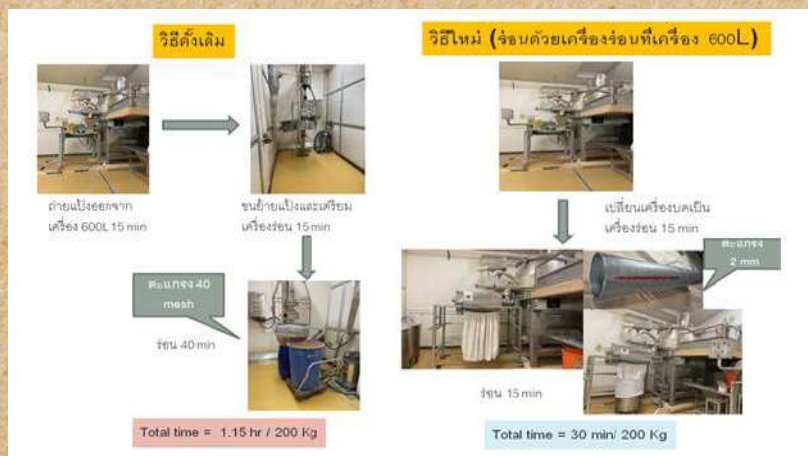 วิธีดั้งเดิม
ถ่ายแป้งออกจาก
เครื่อง 600L 15 min
ขนย้ายแป้งและเตรียม
เครื่องร่อน 15 min
ตะแกรง 40
mesh
ร่อน 40 min
Total time = 1.15 hr / 200 Kg
วิธีใหม่ (ร่อนด้วยเครื่องร่อนที่เครื่อง 600L)
เปลี่ยนเครื่องบดเป็น
เครื่องร่อน 15 min
ตะแกรง
2 mm
ร่อน 15 min
Total time = 30 min/ 200 Kg